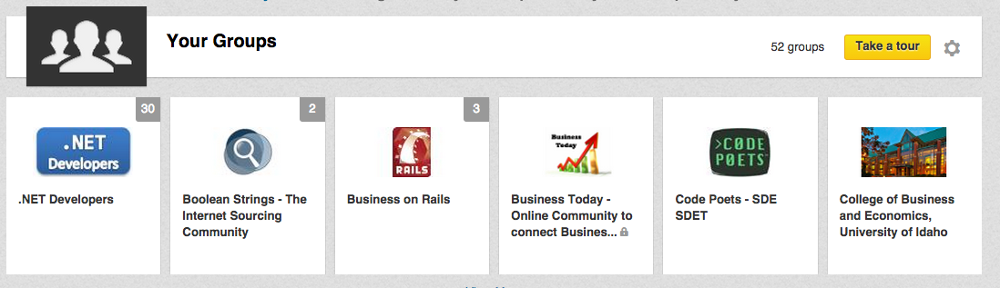 Your Groups
52 groups
Take a tour
30
2
3
.NET
Developers
RAILS
Business
Today
>C0DE
P0ETS
.NET Developers
Boolean Strings - The
Internet Sourcing
Community
Business on Rails
Business Today -
Online Community to
connect Busines...
Code Poets - SDE
SDET
College of Business
and Economics,
University of Idaho